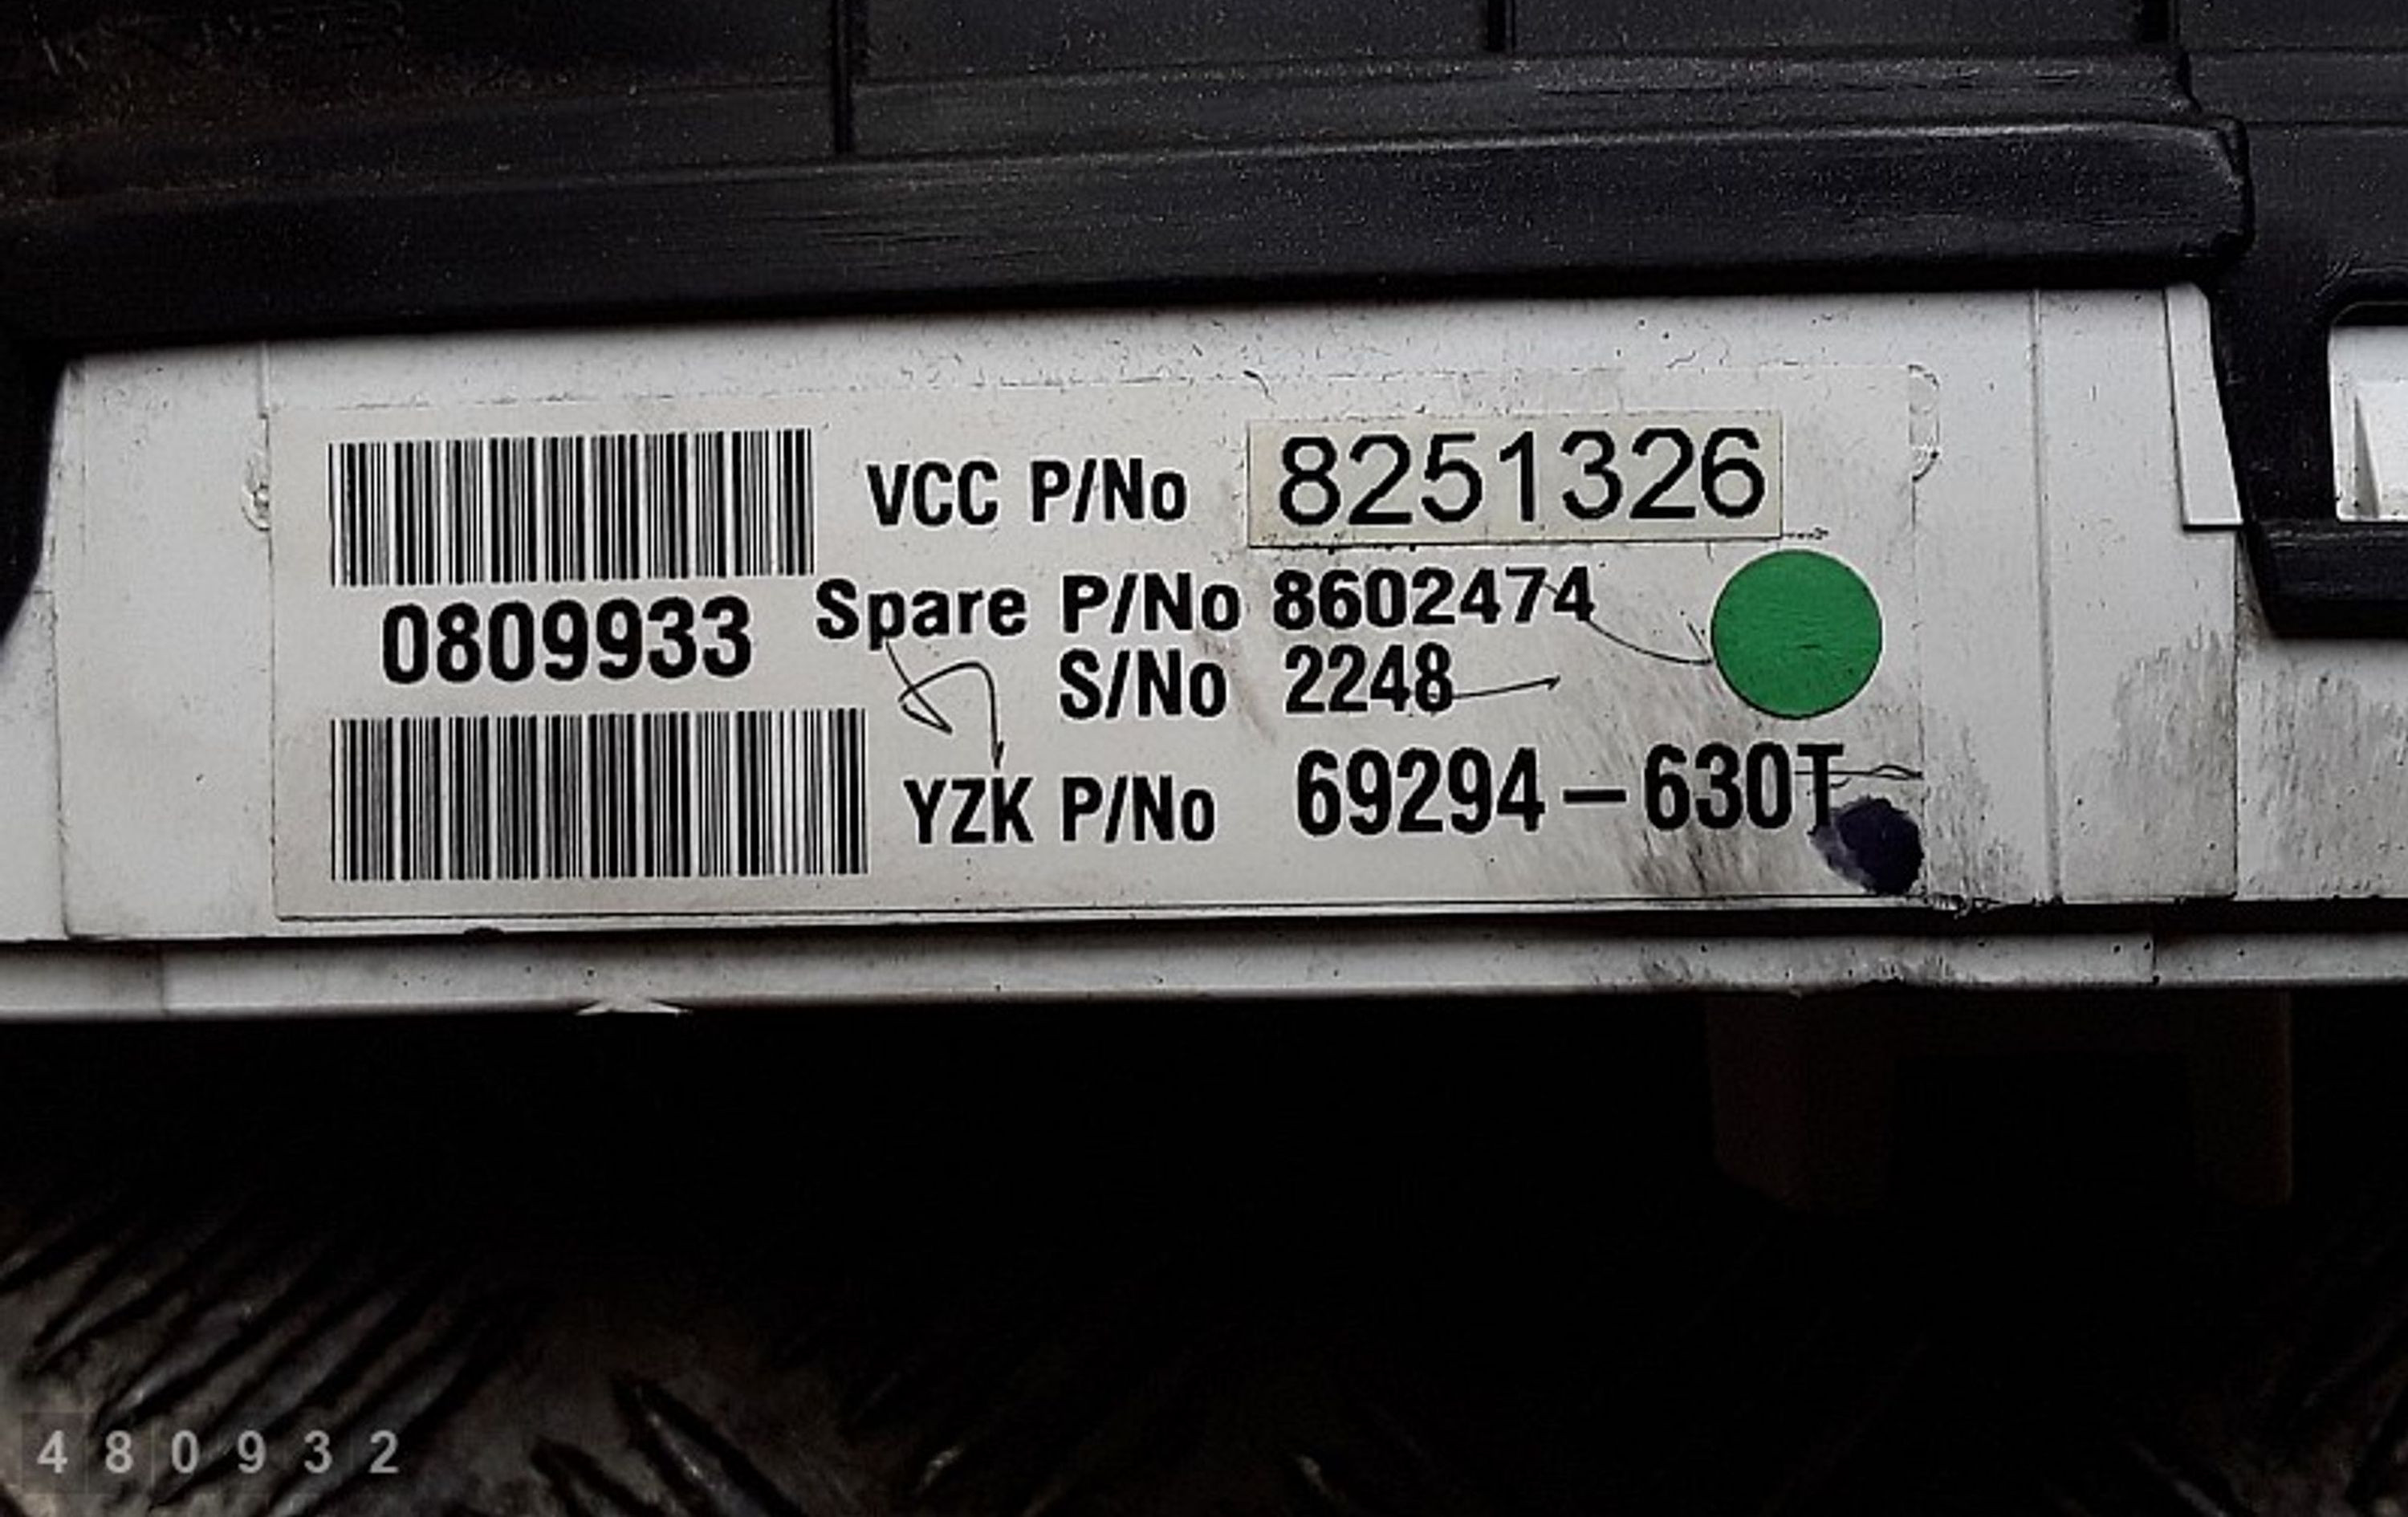 VCC P/No 8251326
0809933
Spare P/No 8602474
S/No 2248
YZK P/No 69294-630T
480932